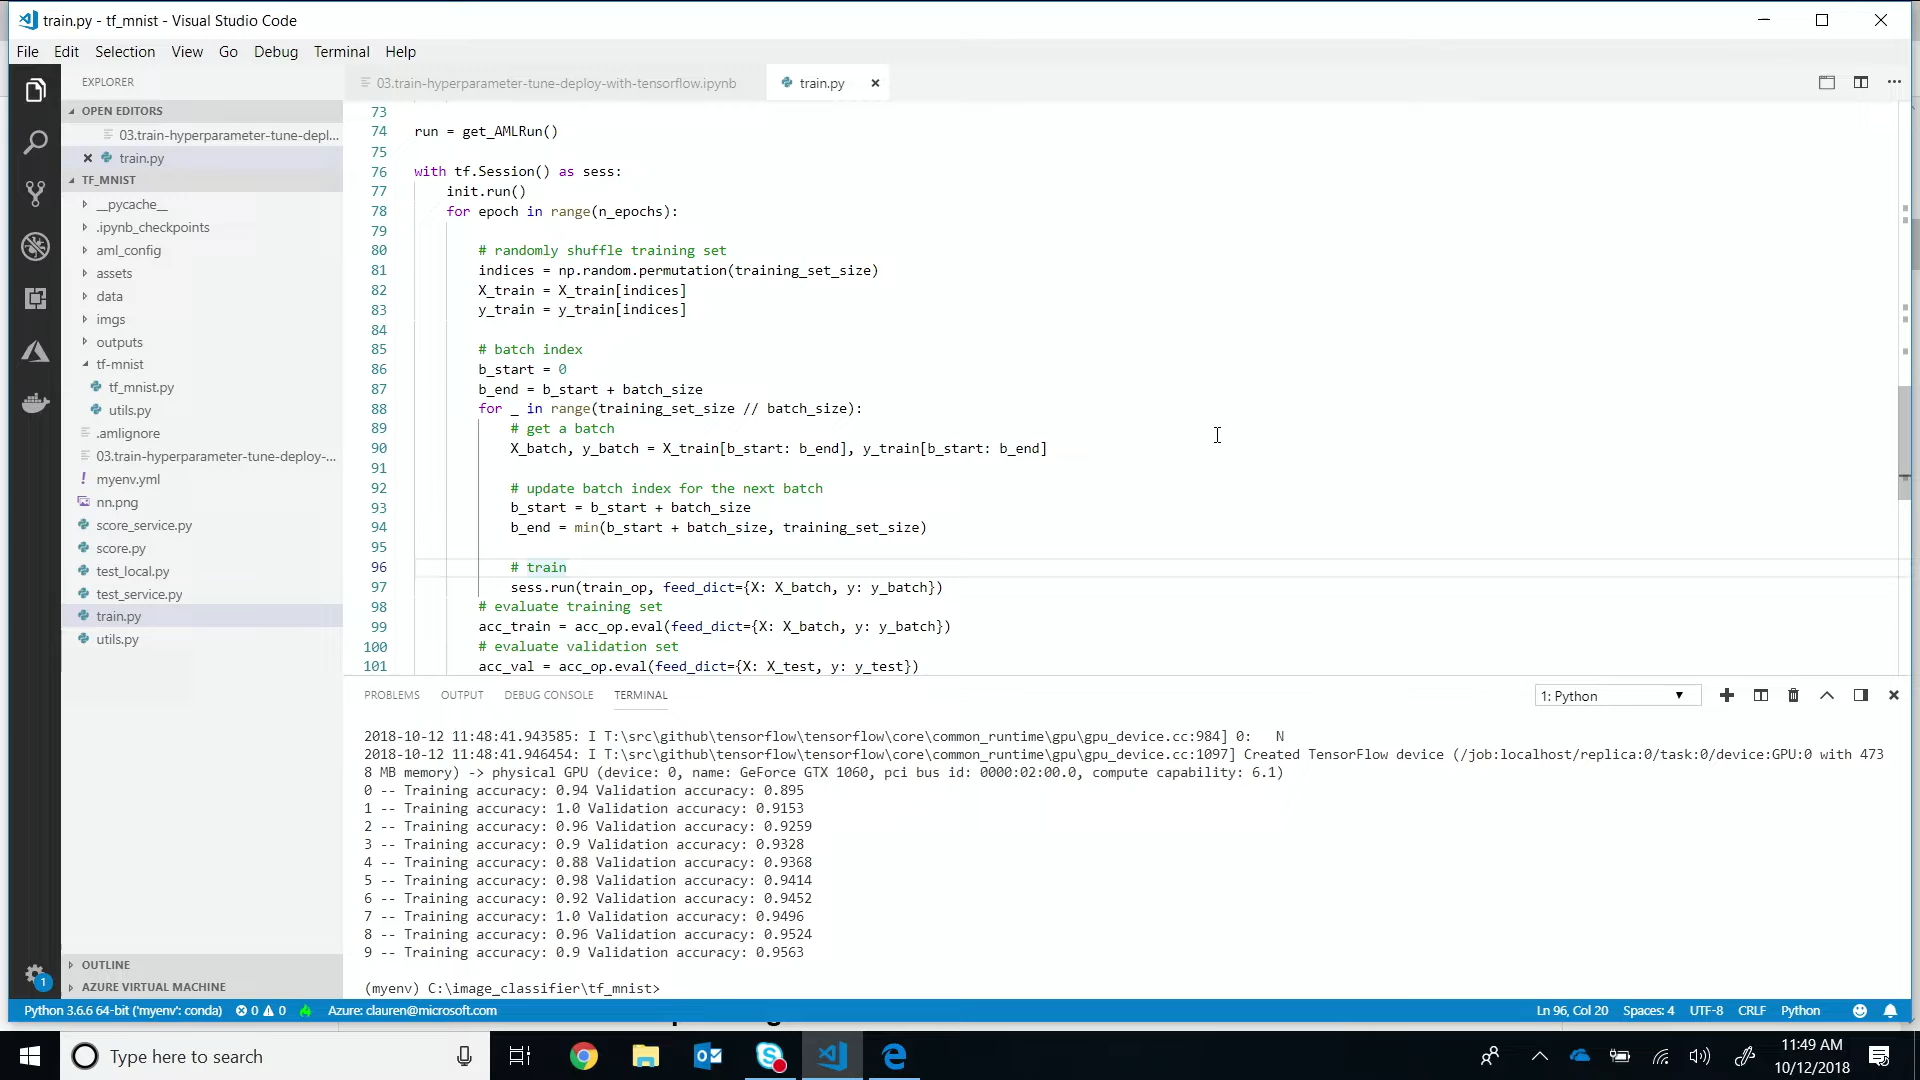 train.py - tf_mnist - Visual Studio Code
File Edit Selection View Go Debug Terminal Help
EXPLORER
OPEN EDITORS
03.train-hyperparameter-tune-depl...
train.py
TF_MNIST
__pycache__
.ipynb_checkpoints
aml_config
assets
data
imgs
outputs
tf-mnist
tf_mnist.py
utils.py
.amlignore
03.train-hyperparameter-tune-deploy-...
! myenv.yml
nn.png
score_service.py
score.py
test_local.py
test_service.py
train.py
utils.py
OUTLINE
AZURE VIRTUAL MACHINE
1
03.train-hyperparameter-tune-deploy-with-tensorflow.ipynb train.py
73
74 run = get_AMLRun()
75
76 with tf.Session() as sess:
77 init.run()
78 for epoch in range(n_epochs):
79
80 # randomly shuffle training set
81 indices = np.random.permutation(training_set_size)
82 X_train = X_train[indices]
83 y_train = y_train[indices]
84
85 # batch index
86 b_start = 0
87 b_end = b_start + batch_size
88 for _ in range(training_set_size // batch_size):
89 # get a batch
90 X_batch, y_batch = X_train[b_start: b_end], y_train[b_start: b_end]
91
92 # update batch index for the next batch
93 b_start = b_start + batch_size
94 b_end = min(b_start + batch_size, training_set_size)
95
96 # train
97 sess.run(train_op, feed_dict={X: X_batch, y: y_batch})
98 # evaluate training set
99 acc_train = acc_op.eval(feed_dict={X: X_batch, y: y_batch})
100 # evaluate validation set
101 acc_val = acc_op.eval(feed_dict={X: X_test, y: y_test})
PROBLEMS OUTPUT DEBUG CONSOLE TERMINAL 1: Python
2018-10-12 11:48:41.943585: I T:\src\github\tensorflow\tensorflow\core\common_runtime\gpu\gpu_device.cc:984] 0: N
2018-10-12 11:48:41.946454: I T:\src\github\tensorflow\tensorflow\core\common_runtime\gpu\gpu_device.cc:1097] Created TensorFlow device (/job:localhost/replica:0/task:0/device:GPU:0 with 473
8 MB memory) -> physical GPU (device: 0, name: GeForce GTX 1060, pci bus id: 0000:02:00.0, compute capability: 6.1)
0 -- Training accuracy: 0.94 Validation accuracy: 0.895
1 -- Training accuracy: 1.0 Validation accuracy: 0.9153
2 -- Training accuracy: 0.96 Validation accuracy: 0.9259
3 -- Training accuracy: 0.9 Validation accuracy: 0.9328
4 -- Training accuracy: 0.88 Validation accuracy: 0.9368
5 -- Training accuracy: 0.98 Validation accuracy: 0.9414
6 -- Training accuracy: 0.92 Validation accuracy: 0.9452
7 -- Training accuracy: 1.0 Validation accuracy: 0.9496
8 -- Training accuracy: 0.96 Validation accuracy: 0.9524
9 -- Training accuracy: 0.9 Validation accuracy: 0.9563
(myenv) C:\image_classifier\tf_mnist>
Python 3.6.6 64-bit ('myenv': conda) 0 0 Azure: clauren@microsoft.com Ln 96, Col 20 Spaces: 4 UTF-8 CRLF Python
Type here to search
11:49 AM
10/12/2018